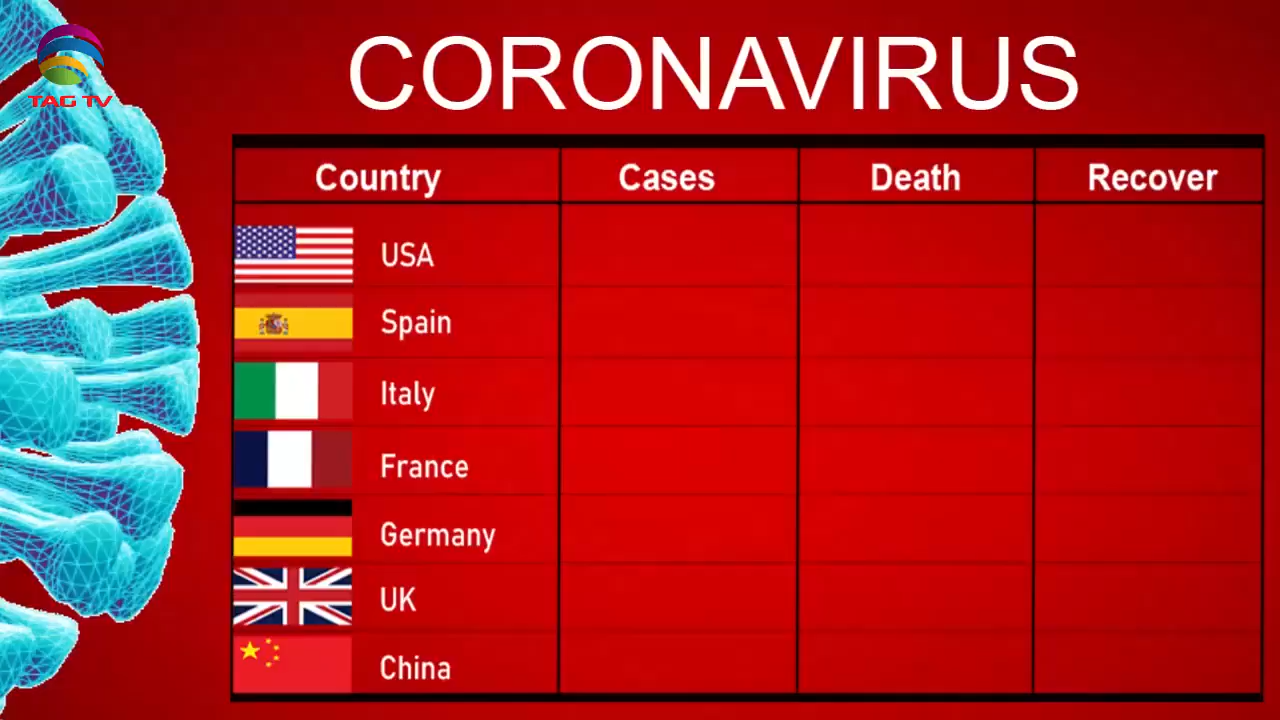 TAG TV
CORONAVIRUS
Country Cases Death Recover
USA
Spain
Italy
France
Germany
UK
China